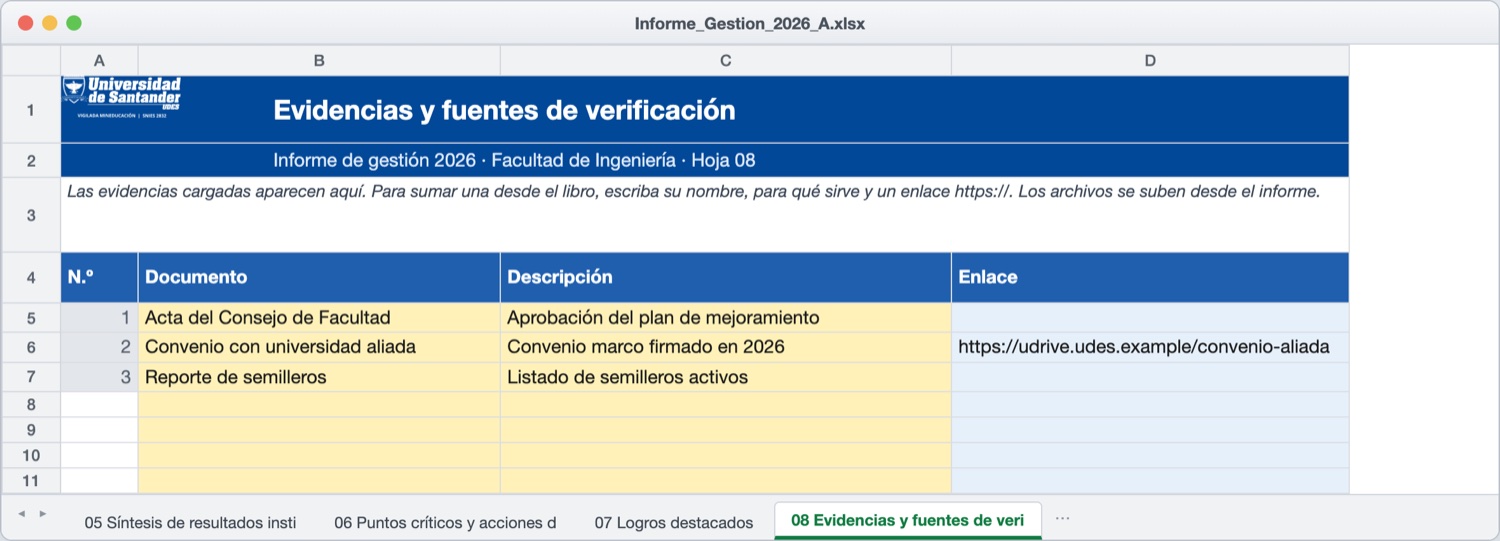 Informe_Gestion_2026_A.xlsx
A B C D
Universidad
de Santander
UDES
VIGILADA MINEDUCACIÓN | SNIES 2832
1 Evidencias y fuentes de verificación
2 Informe de gestión 2026 · Facultad de Ingeniería · Hoja 08
3 Las evidencias cargadas aparecen aquí. Para sumar una desde el libro, escriba su nombre, para qué sirve y un enlace https://. Los archivos se suben desde el informe.
4 N.º Documento Descripción Enlace
5 1 Acta del Consejo de Facultad Aprobación del plan de mejoramiento
6 2 Convenio con universidad aliada Convenio marco firmado en 2026 https://udrive.udes.example/convenio-aliada
7 3 Reporte de semilleros Listado de semilleros activos
8
9
10
11
05 Síntesis de resultados insti 06 Puntos críticos y acciones d 07 Logros destacados 08 Evidencias y fuentes de veri ...